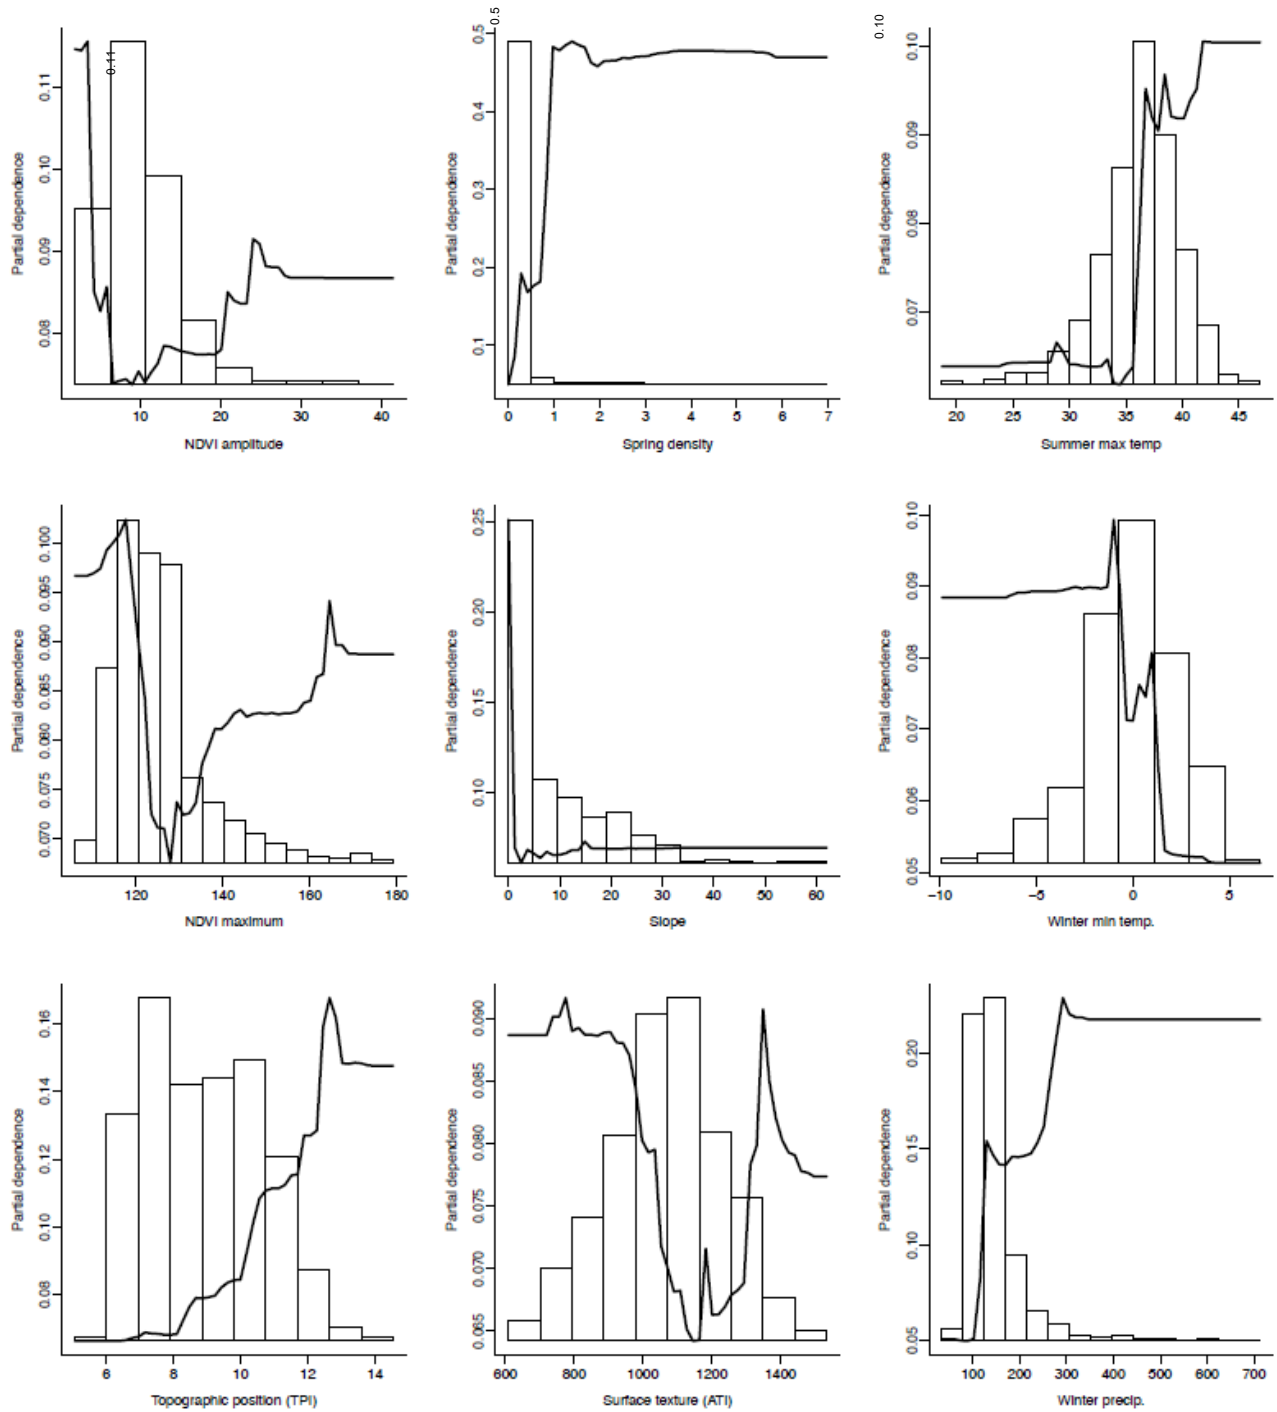 0.5
0.10
0.11
Partial dependence
0.08 0.09 0.10 0.11
10 20 30 40
NDVI amplitude
Partial dependence
0.1 0.2 0.3 0.4 0.5
0 1 2 3 4 5 6 7
Spring density
Partial dependence
0.07 0.08 0.09 0.10
20 25 30 35 40 45
Summer max temp
Partial dependence
0.070 0.075 0.080 0.085 0.090 0.095 0.100
120 140 160 180
NDVI maximum
Partial dependence
0.10 0.15 0.20 0.25
0 10 20 30 40 50 60
Slope
Partial dependence
0.05 0.06 0.07 0.08 0.09 0.10
−10 −5 0 5
Winter min temp.
Partial dependence
0.08 0.10 0.12 0.14 0.16
6 8 10 12 14
Topographic position (TPI)
Partial dependence
0.065 0.070 0.075 0.080 0.085 0.090
600 800 1000 1200 1400
Surface texture (ATI)
Partial dependence
0.05 0.10 0.15 0.20
100 200 300 400 500 600 700
Winter precip.